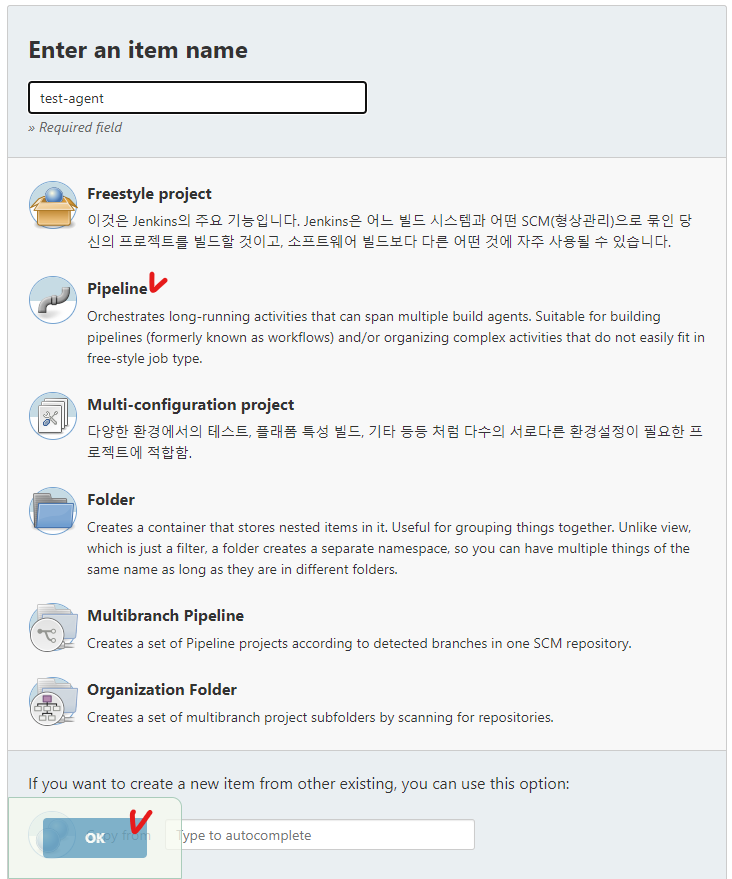 Enter an item name
test-agent
» Required field
Freestyle project
이것은 Jenkins의 주요 기능입니다. Jenkins은 어느 빌드 시스템과 어떤 SCM(형상관리)으로 묶인 당
신의 프로젝트를 빌드할 것이고, 소프트웨어 빌드보다 다른 어떤 것에 자주 사용될 수 있습니다.
Pipeline
Orchestrates long-running activities that can span multiple build agents. Suitable for building
pipelines (formerly known as workflows) and/or organizing complex activities that do not easily fit in
free-style job type.
Multi-configuration project
다양한 환경에서의 테스트, 플래폼 특성 빌드, 기타 등등 처럼 다수의 서로다른 환경설정이 필요한 프
로젝트에 적합함.
Folder
Creates a container that stores nested items in it. Useful for grouping things together. Unlike view,
which is just a filter, a folder creates a separate namespace, so you can have multiple things of the
same name as long as they are in different folders.
Multibranch Pipeline
Creates a set of Pipeline projects according to detected branches in one SCM repository.
Organization Folder
Creates a set of multibranch project subfolders by scanning for repositories.
If you want to create a new item from other existing, you can use this option:
Copy from
Type to autocomplete
OK